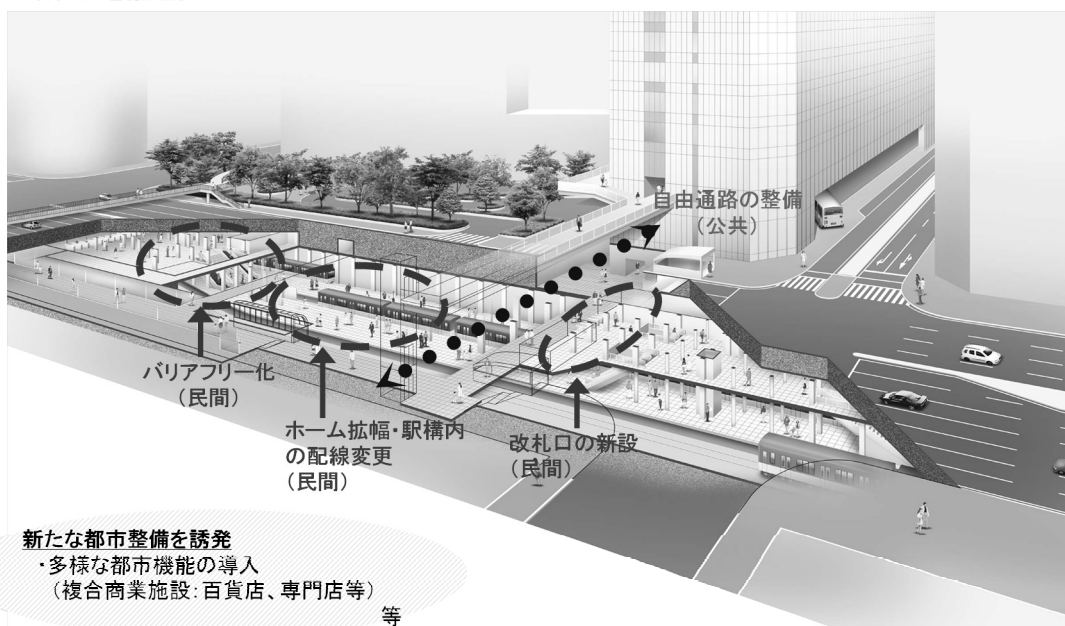 自由通路の整備
（公共）
バリアフリー化
（民間）
ホーム拡幅・駅構内
の配線変更
（民間）
改札口の新設
（民間）
新たな都市整備を誘発
・多様な都市機能の導入
（複合商業施設：百貨店、専門店等）
等